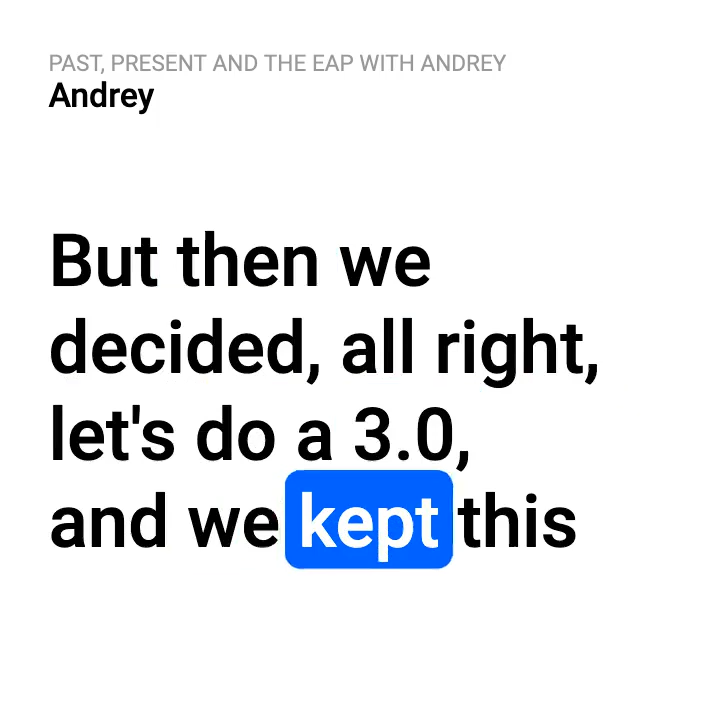 PAST, PRESENT AND THE EAP WITH ANDREY
Andrey
But then we
decided, all right,
let's do a 3.0,
and we kept this